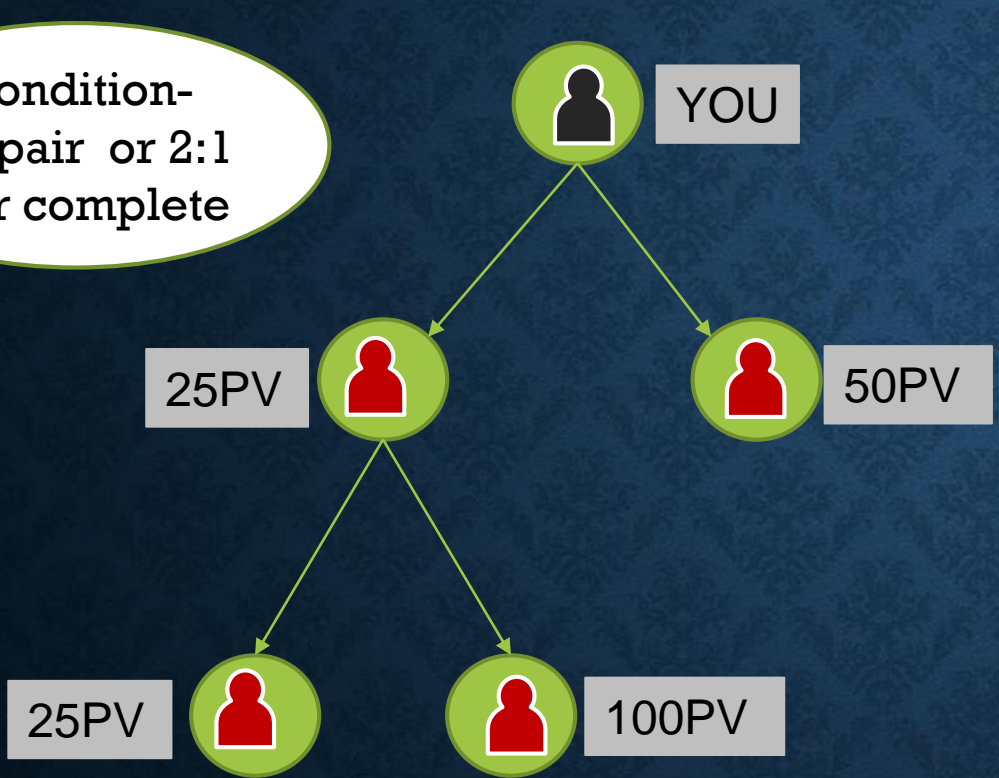 ondition-
pair or 2:1
r complete
YOU
25PV
50PV
25PV
100PV